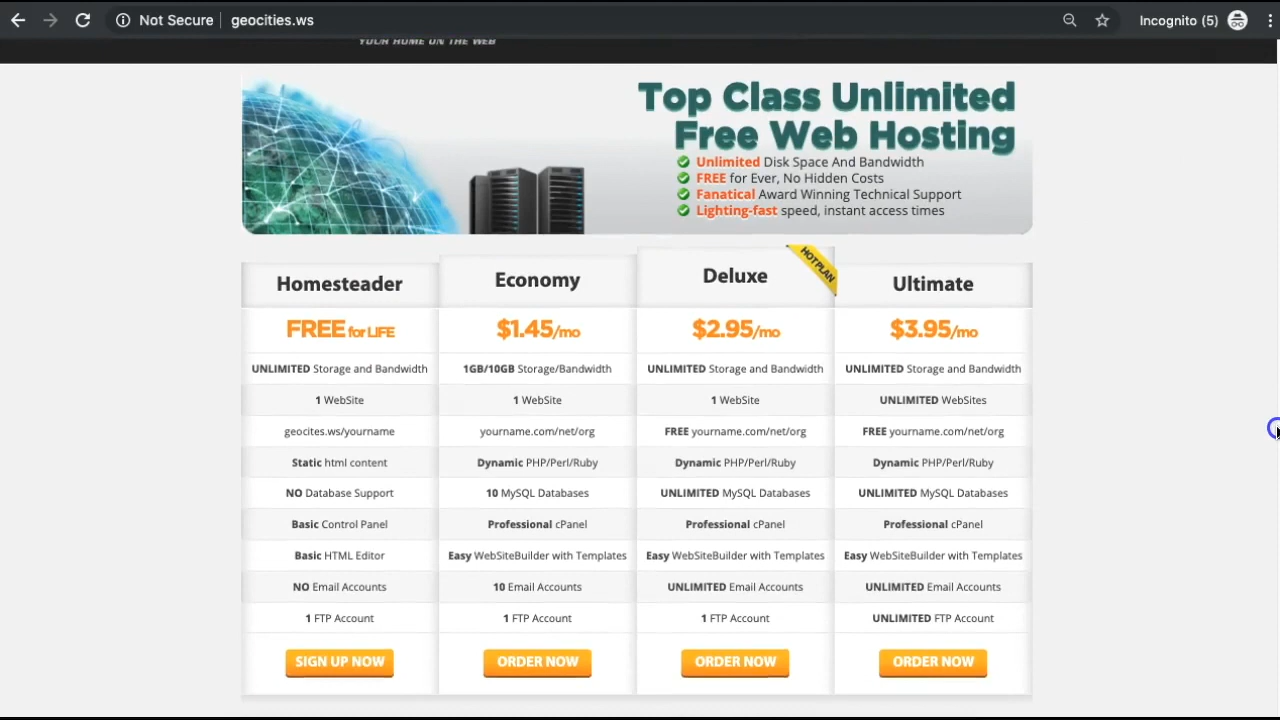 Not Secure geocities.ws Incognito (5)
YOUR HOME ON THE WEB
Top Class Unlimited
Free Web Hosting
Unlimited Disk Space And Bandwidth
FREE for Ever, No Hidden Costs
Fanatical Award Winning Technical Support
Lighting-fast speed, instant access times
Homesteader Economy Deluxe HOT PLAN Ultimate
FREE for LIFE $1.45/mo $2.95/mo $3.95/mo
UNLIMITED Storage and Bandwidth 1GB/10GB Storage/Bandwidth UNLIMITED Storage and Bandwidth UNLIMITED Storage and Bandwidth
1 WebSite 1 WebSite 1 WebSite UNLIMITED WebSites
geocites.ws/yourname yourname.com/net/org FREE yourname.com/net/org FREE yourname.com/net/org
Static html content Dynamic PHP/Perl/Ruby Dynamic PHP/Perl/Ruby Dynamic PHP/Perl/Ruby
NO Database Support 10 MySQL Databases UNLIMITED MySQL Databases UNLIMITED MySQL Databases
Basic Control Panel Professional cPanel Professional cPanel Professional cPanel
Basic HTML Editor Easy WebSiteBuilder with Templates Easy WebSiteBuilder with Templates Easy WebSiteBuilder with Templates
NO Email Accounts 10 Email Accounts UNLIMITED Email Accounts UNLIMITED Email Accounts
1 FTP Account 1 FTP Account 1 FTP Account UNLIMITED FTP Account
SIGN UP NOW ORDER NOW ORDER NOW ORDER NOW